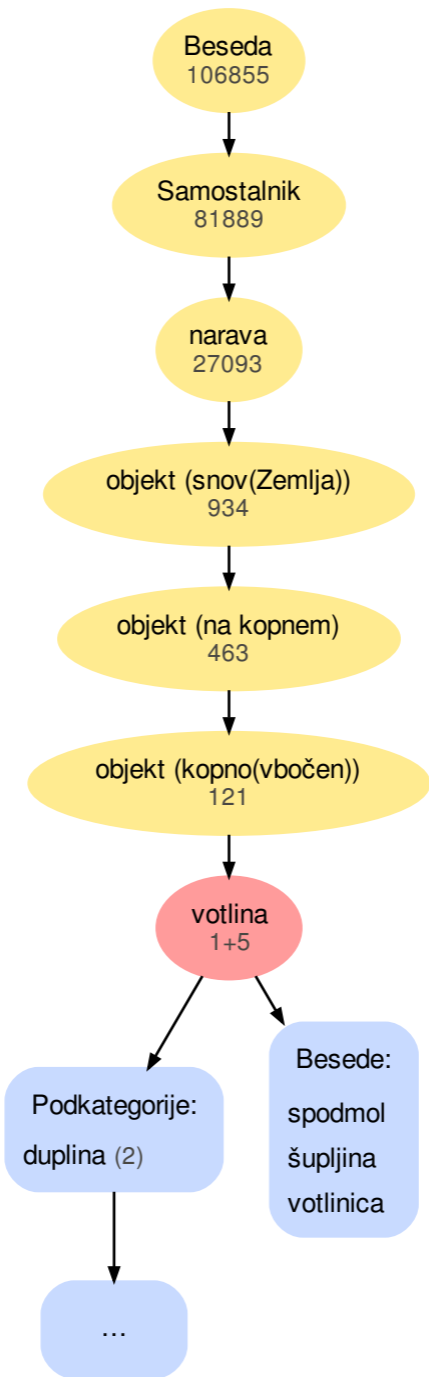 Beseda
106855
Samostalnik
81889
narava
27093
objekt (snov(Zemlja))
934
objekt (na kopnem)
463
objekt (kopno(vbočen))
121
votlina
1+5
Podkategorije:
duplina (2)
...
Besede:
spodmol
šupljina
votlinica